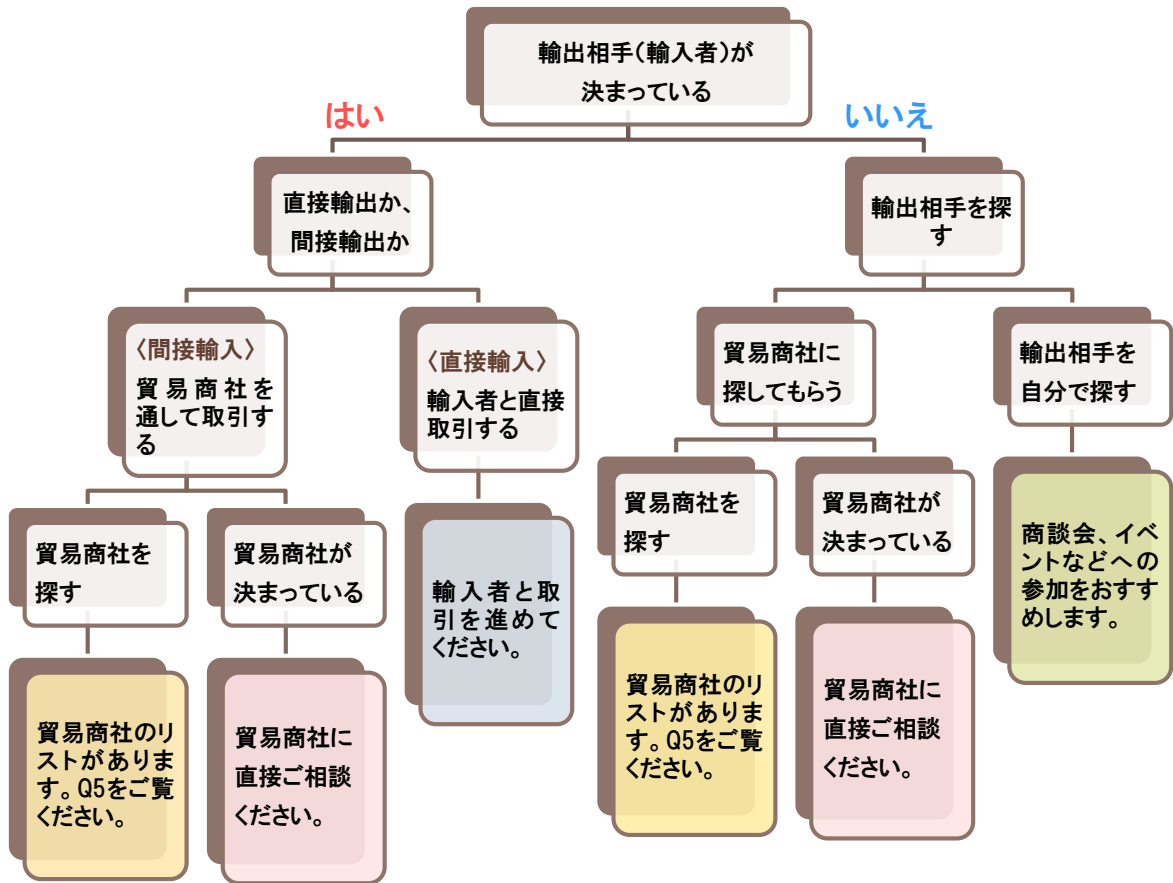 輸出相手（輸入者）が
決まっている
はい
いいえ
直接輸出か、
間接輸出か
輸出相手を探
す
〈間接輸入〉
貿易商社を
通して取引す
る
〈直接輸入〉
輸入者と直接
取引する
貿易商社に
探してもらう
輸出相手を
自分で探す
貿易商社を
探す
貿易商社が
決まっている
輸入者と取
引を進めて
ください。
貿易商社を
探す
貿易商社が
決まっている
商談会、イベ
ントなどへの
参加をおすす
めします。
貿易商社のリ
ストがありま
す。Q5をご覧
ください。
貿易商社に
直接ご相談
ください。
貿易商社のリ
ストがありま
す。Q5をご覧
ください。
貿易商社に
直接ご相談
ください。